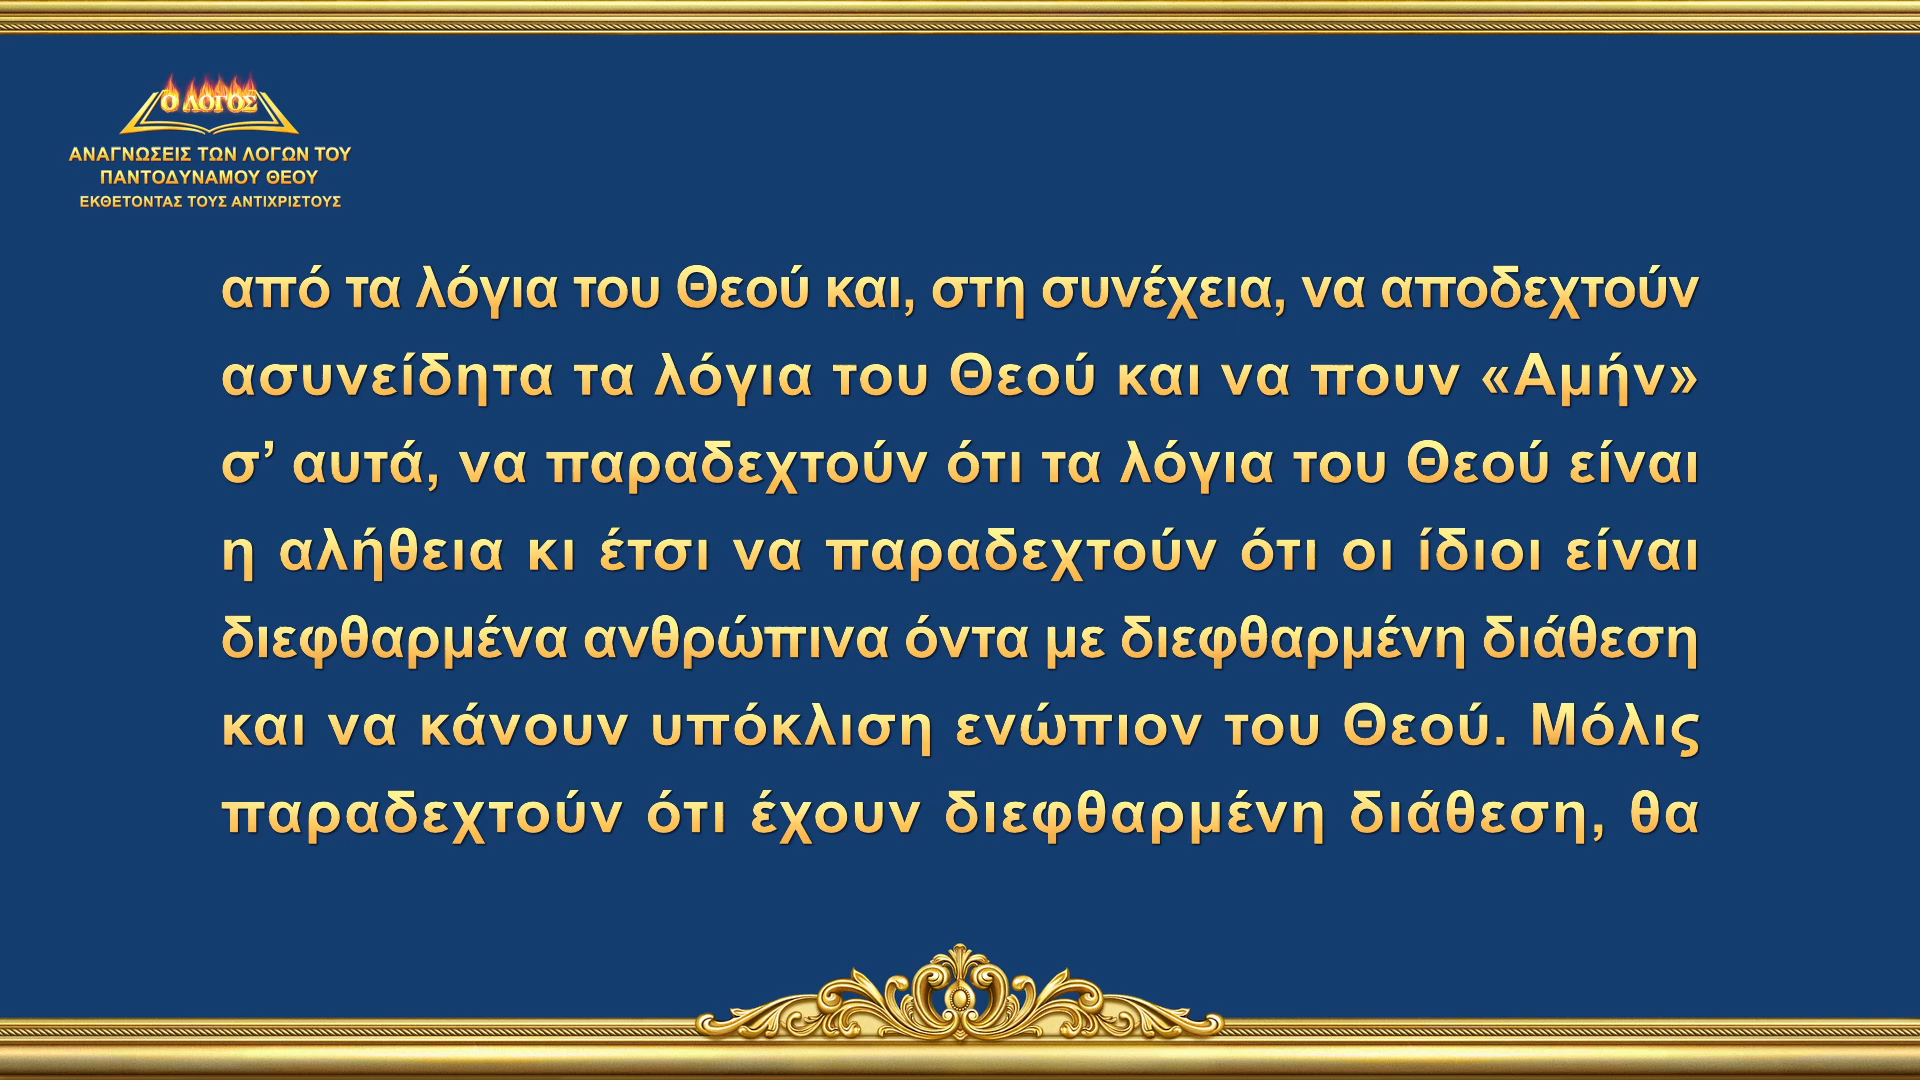 Ο ΛΟΓΟΣ
ΑΝΑΓΝΩΣΕΙΣ ΤΩΝ ΛΟΓΩΝ ΤΟΥ
ΠΑΝΤΟΔΥΝΑΜΟΥ ΘΕΟΥ
ΕΚΘΕΤΟΝΤΑΣ ΤΟΥΣ ΑΝΤΙΧΡΙΣΤΟΥΣ
από τα λόγια του Θεού και, στη συνέχεια, να αποδεχτούν
ασυνείδητα τα λόγια του Θεού και να πουν «Αμήν»
σ’ αυτά, να παραδεχτούν ότι τα λόγια του Θεού είναι
η αλήθεια κι έτσι να παραδεχτούν ότι οι ίδιοι είναι
διεφθαρμένα ανθρώπινα όντα με διεφθαρμένη διάθεση
και να κάνουν υπόκλιση ενώπιον του Θεού. Μόλις
παραδεχτούν ότι έχουν διεφθαρμένη διάθεση, θα